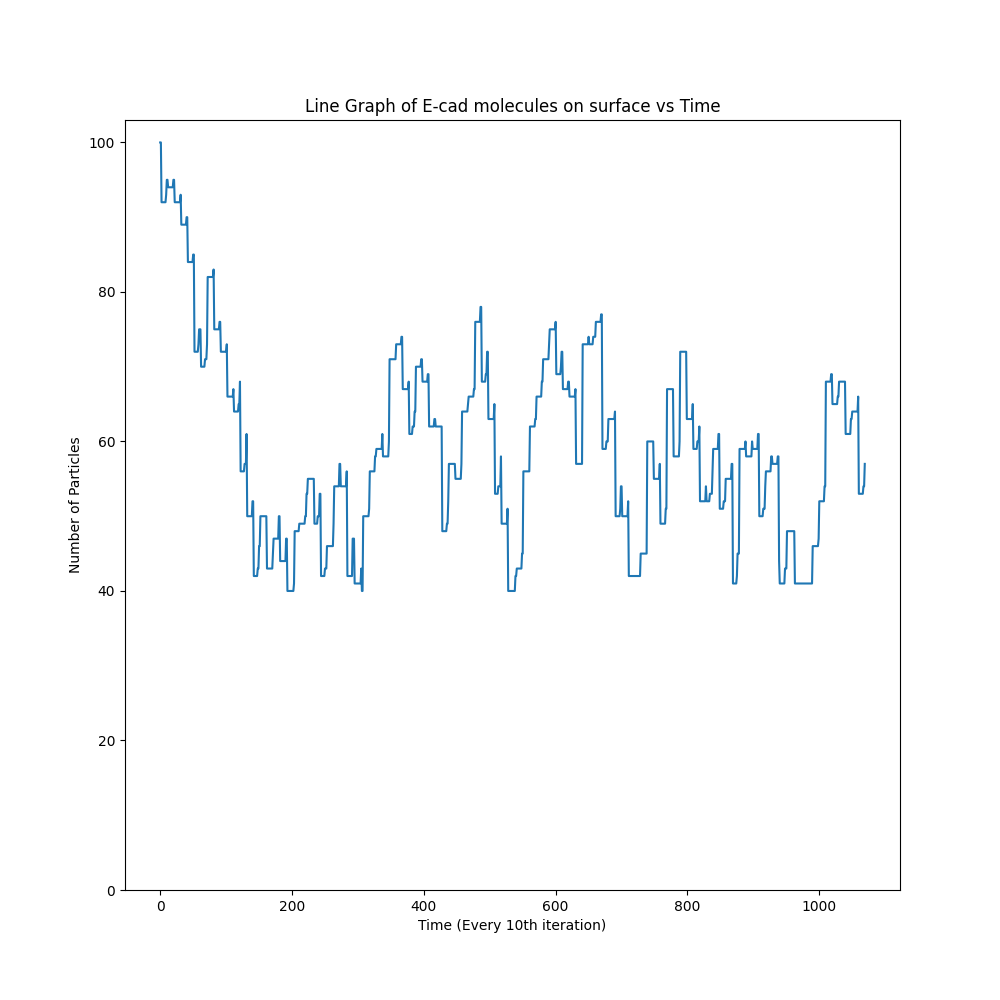 Line Graph of E-cad molecules on surface vs Time
100
80
60
40
20
0
Number of Particles
0 200 400 600 800 1000
Time (Every 10th iteration)